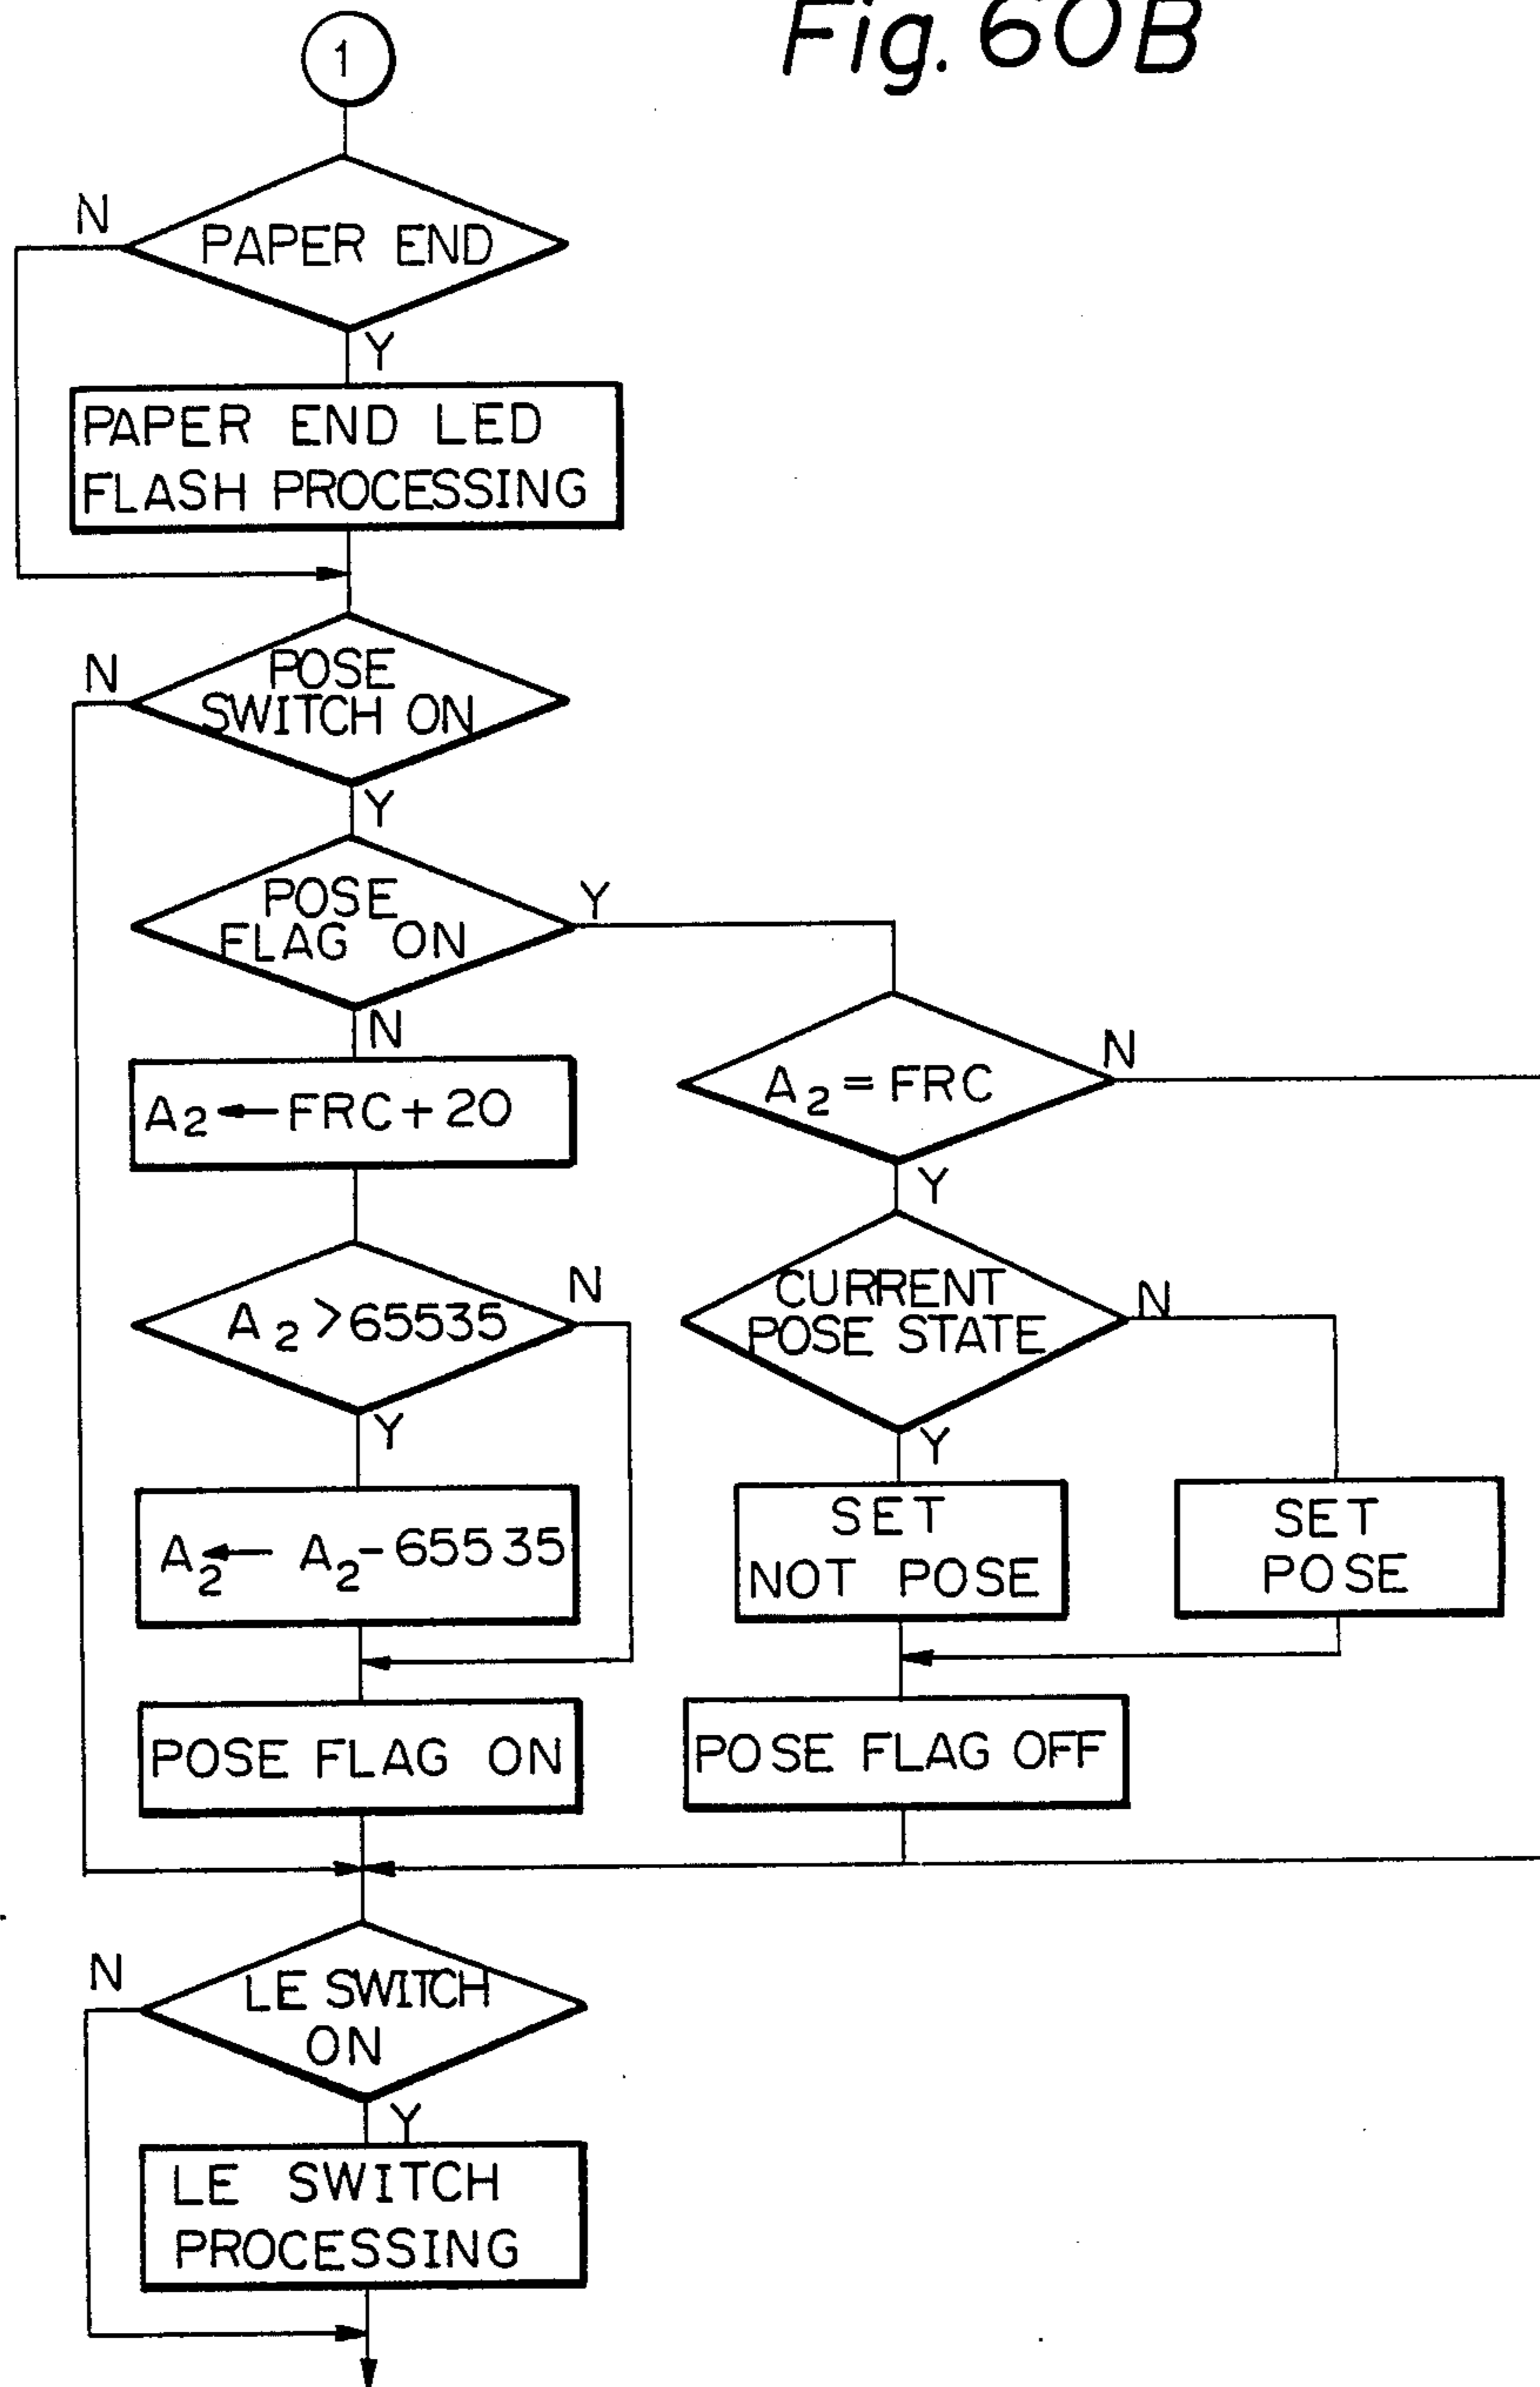 Fig. 60B
1
PAPER END
N
Y
PAPER END LED
FLASH PROCESSING
POSE
SWITCH ON
N
Y
POSE
FLAG ON
Y
N
A2 ← FRC + 20
A2 = FRC
N
Y
A2 > 65535
N
Y
CURRENT
POSE STATE
N
Y
A2 ← A2 - 65535
SET
NOT POSE
SET
POSE
POSE FLAG ON
POSE FLAG OFF
LE SWITCH
ON
N
Y
LE SWITCH
PROCESSING